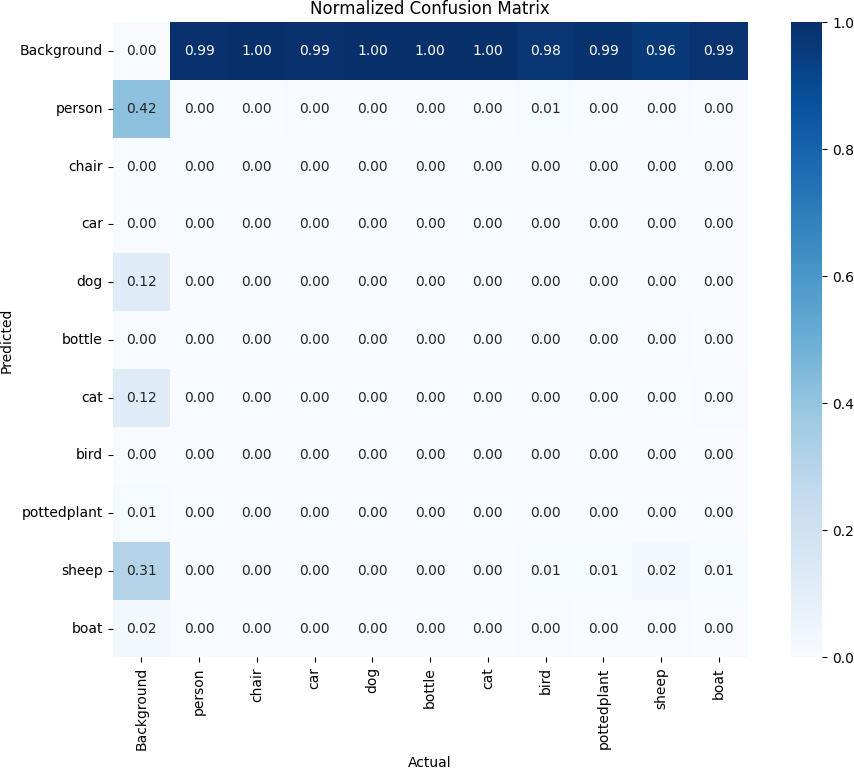 Normalized Confusion Matrix
Background 0.00 0.99 1.00 0.99 1.00 1.00 1.00 0.98 0.99 0.96 0.99
person 0.42 0.00 0.00 0.00 0.00 0.00 0.00 0.01 0.00 0.00 0.00
chair 0.00 0.00 0.00 0.00 0.00 0.00 0.00 0.00 0.00 0.00 0.00
car 0.00 0.00 0.00 0.00 0.00 0.00 0.00 0.00 0.00 0.00 0.00
dog 0.12 0.00 0.00 0.00 0.00 0.00 0.00 0.00 0.00 0.00 0.00
bottle 0.00 0.00 0.00 0.00 0.00 0.00 0.00 0.00 0.00 0.00 0.00
cat 0.12 0.00 0.00 0.00 0.00 0.00 0.00 0.00 0.00 0.00 0.00
bird 0.00 0.00 0.00 0.00 0.00 0.00 0.00 0.00 0.00 0.00 0.00
pottedplant 0.01 0.00 0.00 0.00 0.00 0.00 0.00 0.00 0.00 0.00 0.00
sheep 0.31 0.00 0.00 0.00 0.00 0.00 0.00 0.01 0.01 0.02 0.01
boat 0.02 0.00 0.00 0.00 0.00 0.00 0.00 0.00 0.00 0.00 0.00
Background person chair car dog bottle cat bird pottedplant sheep boat
Actual
Predicted
1.0
0.8
0.6
0.4
0.2
0.0